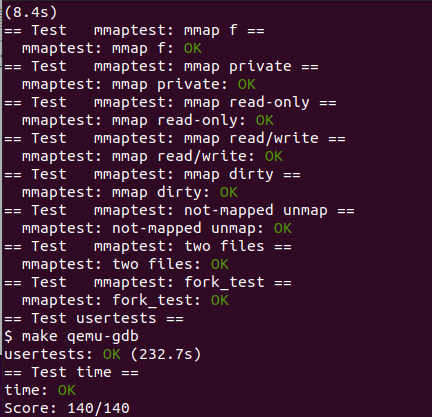 (8.4s)
== Test   mmaptest: mmap f ==
  mmaptest: mmap f: OK
== Test   mmaptest: mmap private ==
  mmaptest: mmap private: OK
== Test   mmaptest: mmap read-only ==
  mmaptest: mmap read-only: OK
== Test   mmaptest: mmap read/write ==
  mmaptest: mmap read/write: OK
== Test   mmaptest: mmap dirty ==
  mmaptest: mmap dirty: OK
== Test   mmaptest: not-mapped unmap ==
  mmaptest: not-mapped unmap: OK
== Test   mmaptest: two files ==
  mmaptest: two files: OK
== Test   mmaptest: fork_test ==
  mmaptest: fork_test: OK
== Test usertests ==
$ make qemu-gdb
usertests: OK (232.7s)
== Test time ==
time: OK
Score: 140/140